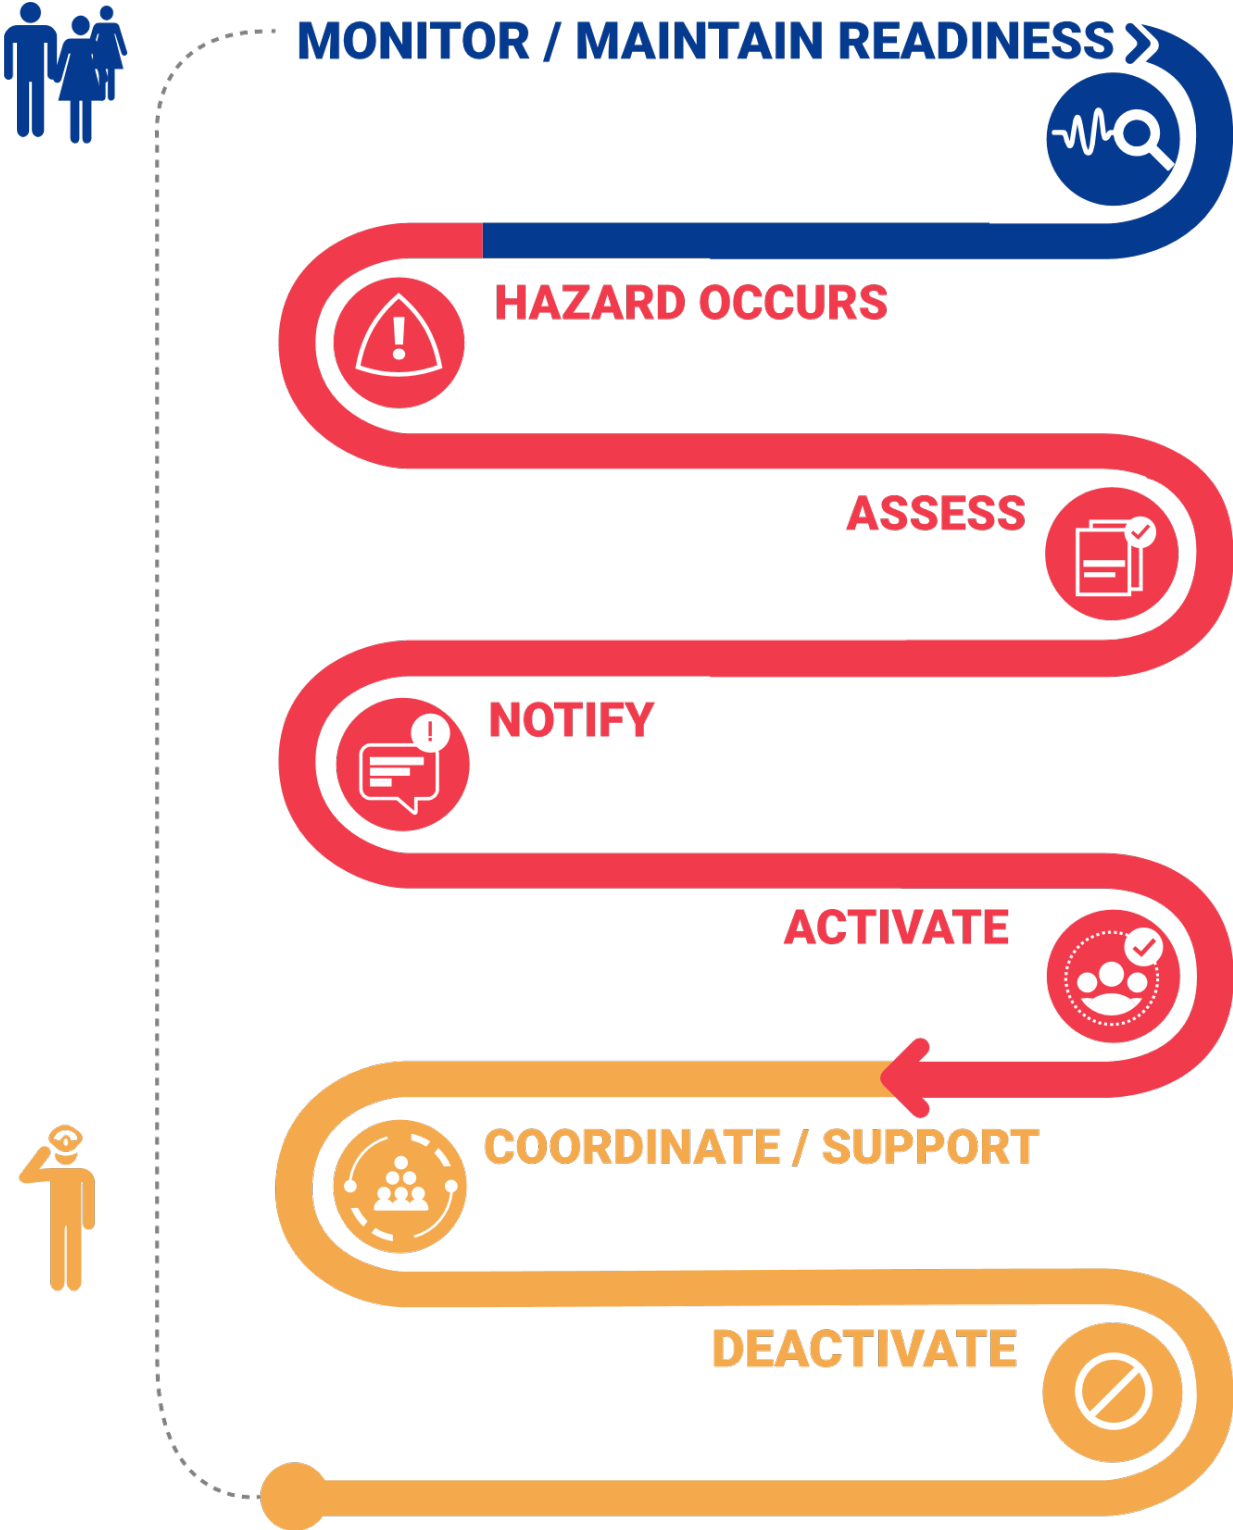 MONITOR / MAINTAIN READINESS
HAZARD OCCURS
ASSESS
NOTIFY
ACTIVATE
COORDINATE / SUPPORT
DEACTIVATE